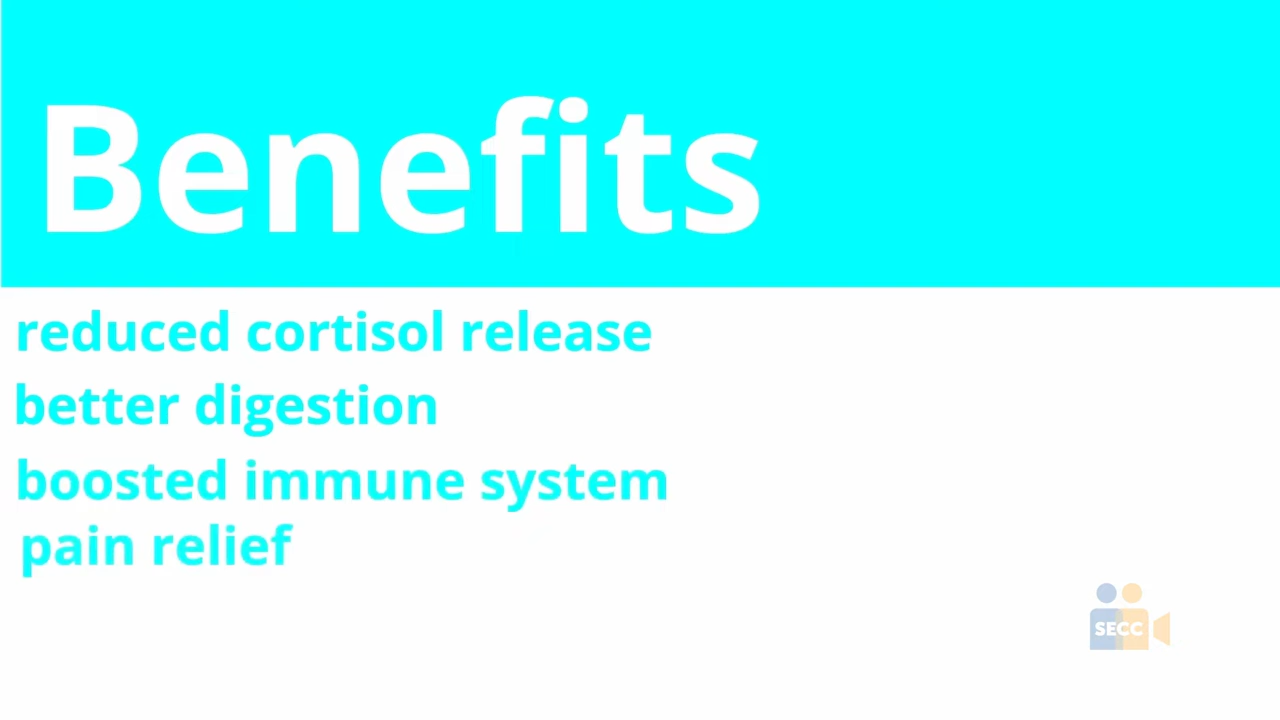 Benefits
reduced cortisol release
better digestion
boosted immune system
pain relief
SECC